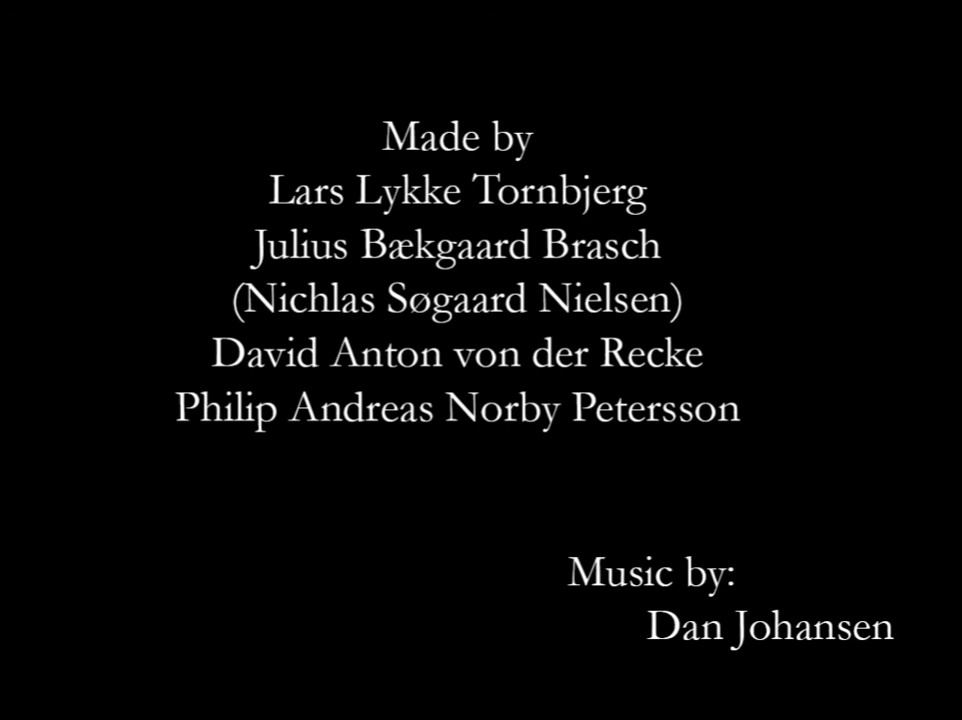 Made by
Lars Lykke Tornbjerg
Julius Bækgaard Brasch
(Nichlas Søgaard Nielsen)
David Anton von der Recke
Philip Andreas Norby Petersson
Music by:
Dan Johansen